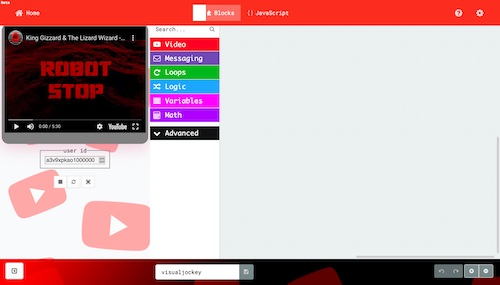 Beta
Home
Blocks
{} JavaScript
King Gizzard & The Lizard Wizard -...
ROBOT
STOP
0:00 / 5:30
YouTube
user id
a3v9xpkao1000000
Search...
Video
Messaging
Loops
Logic
Variables
Math
Advanced
visualjockey